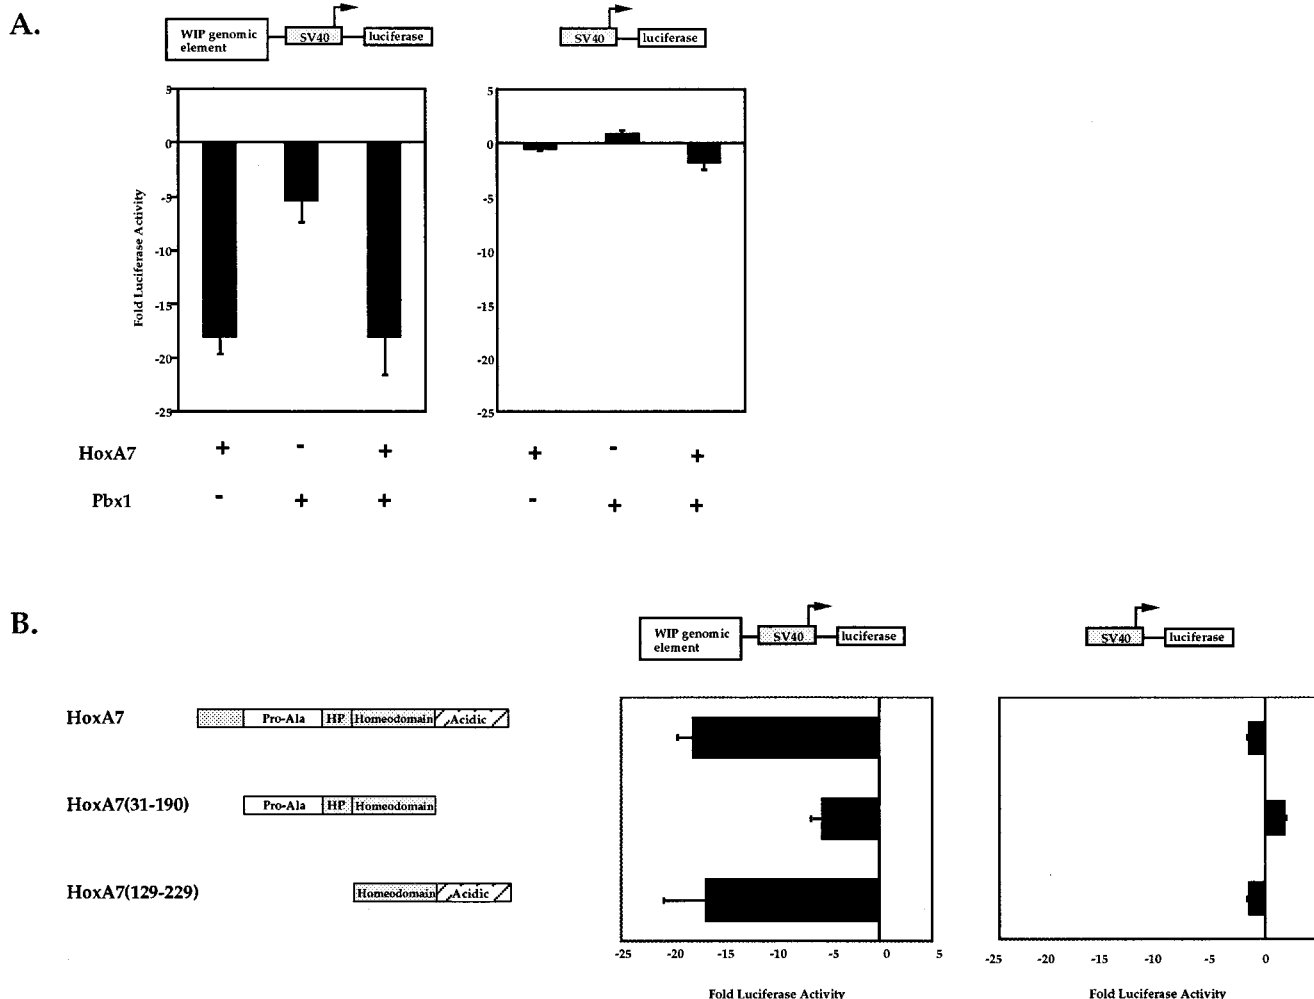 A.
WIP genomic
element
SV40
luciferase
SV40
luciferase
5
0
-5
-10
-15
-20
-25
Fold Luciferase Activity
5
0
-5
-10
-15
-20
-25
HoxA7 + - + + - +
Pbx1 - + + - + +
B.
WIP genomic
element
SV40
luciferase
SV40
luciferase
HoxA7
Pro-Ala HP Homeodomain Acidic
HoxA7(31-190)
Pro-Ala HP Homeodomain
HoxA7(129-229)
Homeodomain Acidic
-25 -20 -15 -10 -5 0 5
Fold Luciferase Activity
-25 -20 -15 -10 -5 0
Fold Luciferase Activity